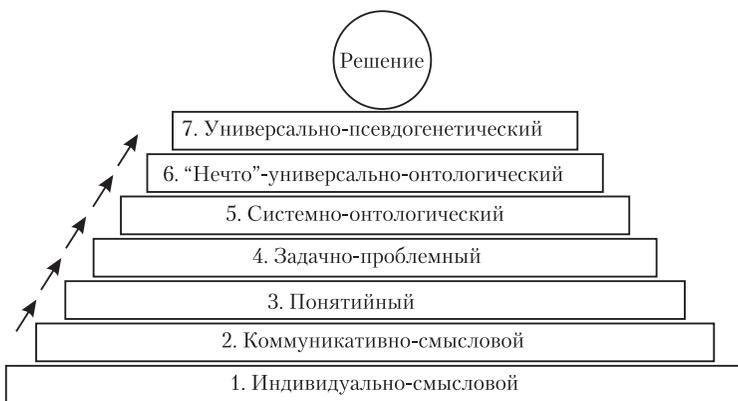 Решение
7. Универсально-псевдогенетический
6. “Нечто”-универсально-онтологический
5. Системно-онтологический
4. Задачно-проблемный
3. Понятийный
2. Коммуникативно-смысловой
1. Индивидуально-смысловой